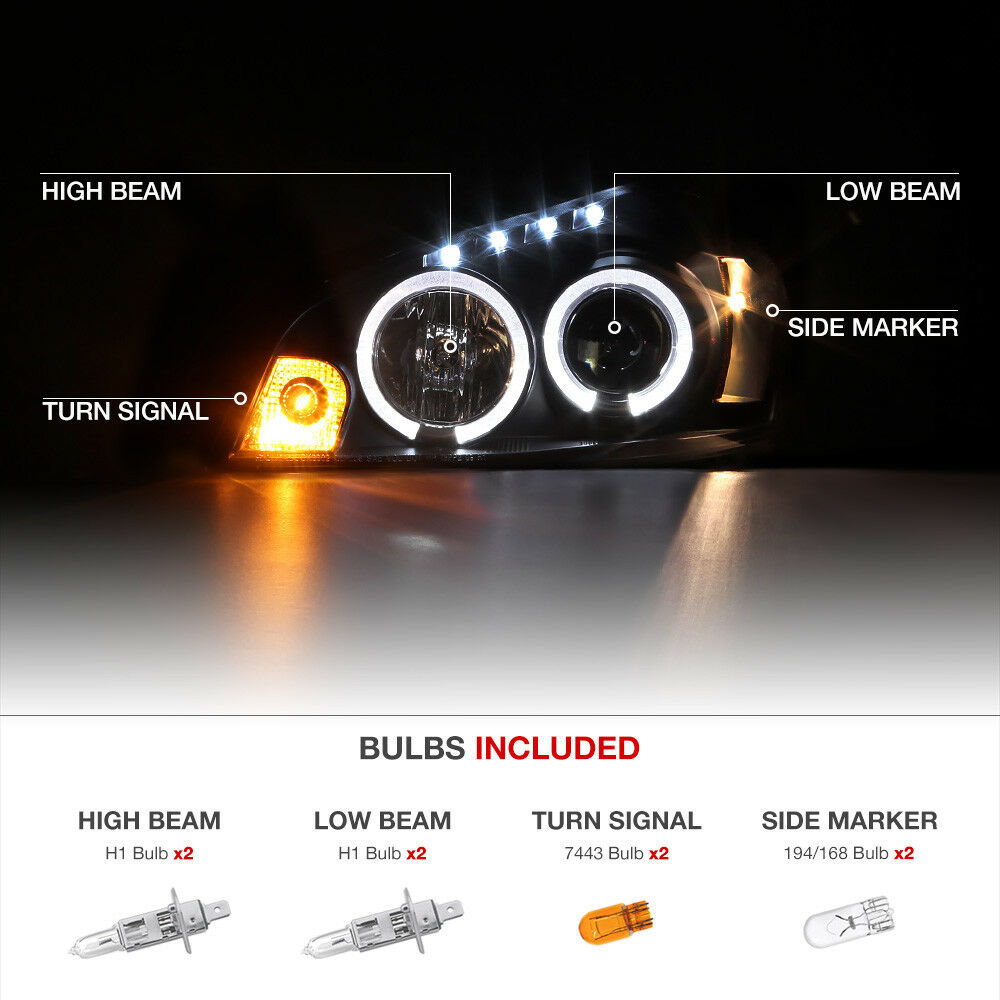 HIGH BEAM
LOW BEAM
SIDE MARKER
TURN SIGNAL
BULBS INCLUDED
HIGH BEAM
H1 Bulb x2
LOW BEAM
H1 Bulb x2
TURN SIGNAL
7443 Bulb x2
SIDE MARKER
194/168 Bulb x2